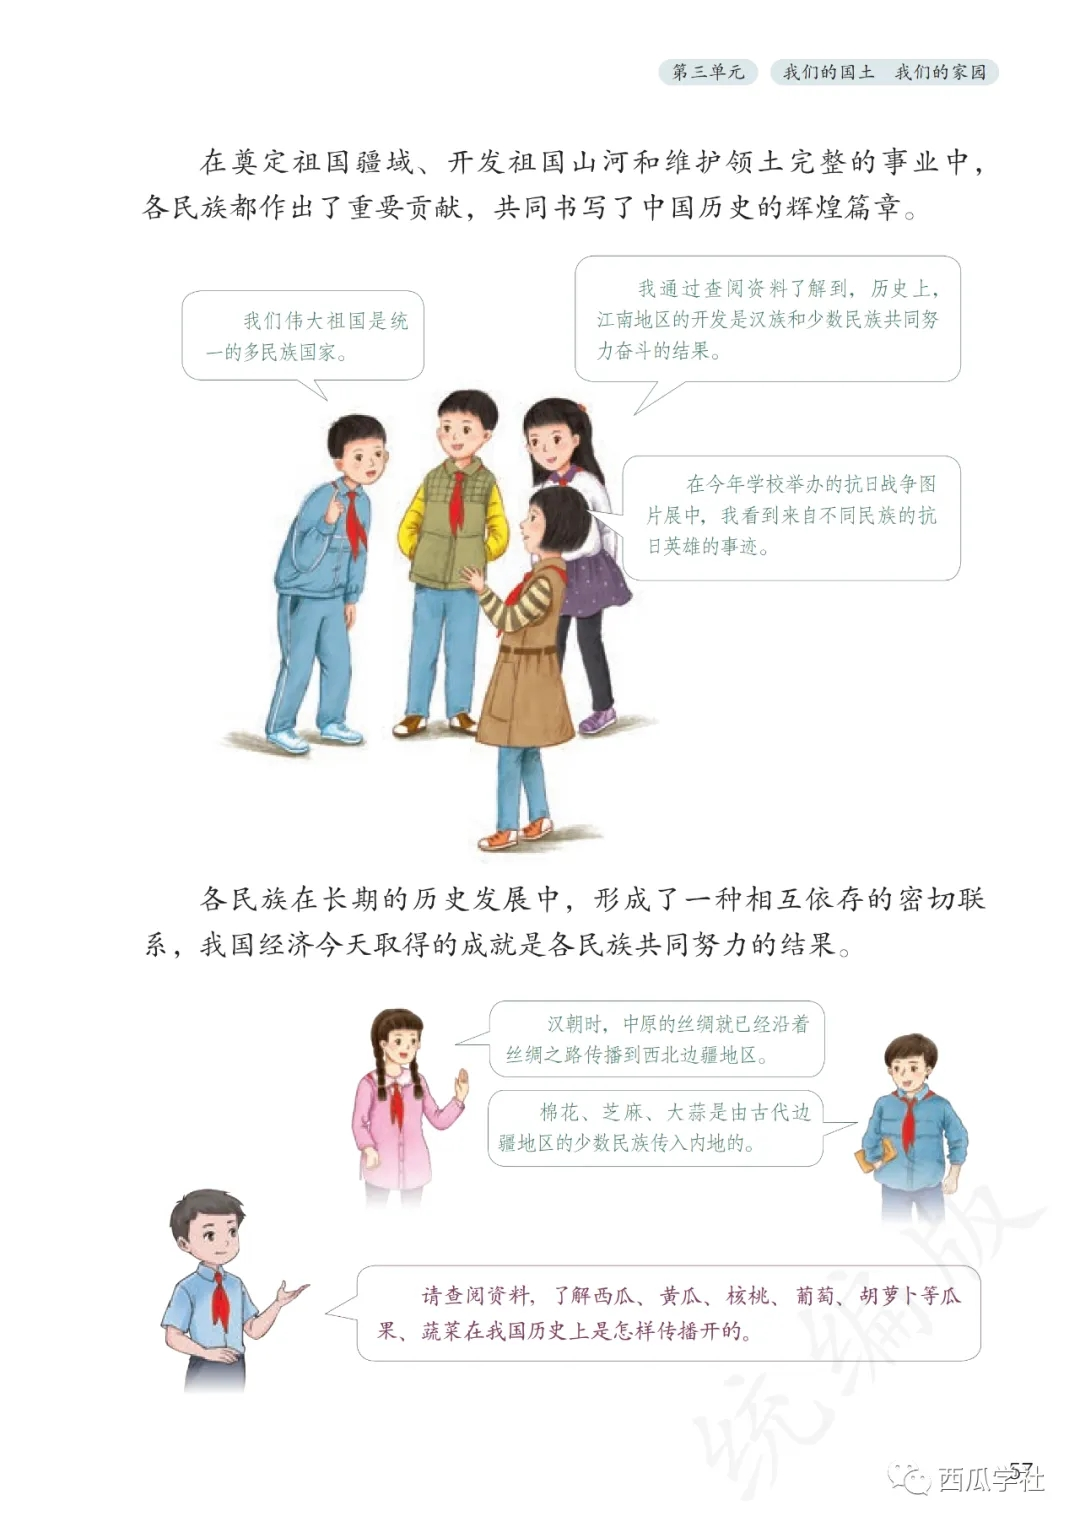 第三单元 我们的国土 我们的家园
在奠定祖国疆域、开发祖国山河和维护领土完整的事业中，
各民族都作出了重要贡献，共同书写了中国历史的辉煌篇章。
我们伟大祖国是统
一的多民族国家。
我通过查阅资料了解到，历史上，
江南地区的开发是汉族和少数民族共同努
力奋斗的结果。
在今年学校举办的抗日战争图
片展中，我看到来自不同民族的抗
日英雄的事迹。
各民族在长期的历史发展中，形成了一种相互依存的密切联
系，我国经济今天取得的成就是各民族共同努力的结果。
汉朝时，中原的丝绸就已经沿着
丝绸之路传播到西北边疆地区。
棉花、芝麻、大蒜是由古代边
疆地区的少数民族传入内地的。
请查阅资料，了解西瓜、黄瓜、核桃、葡萄、胡萝卜等瓜
果、蔬菜在我国历史上是怎样传播开的。
统编版
57
西瓜学社